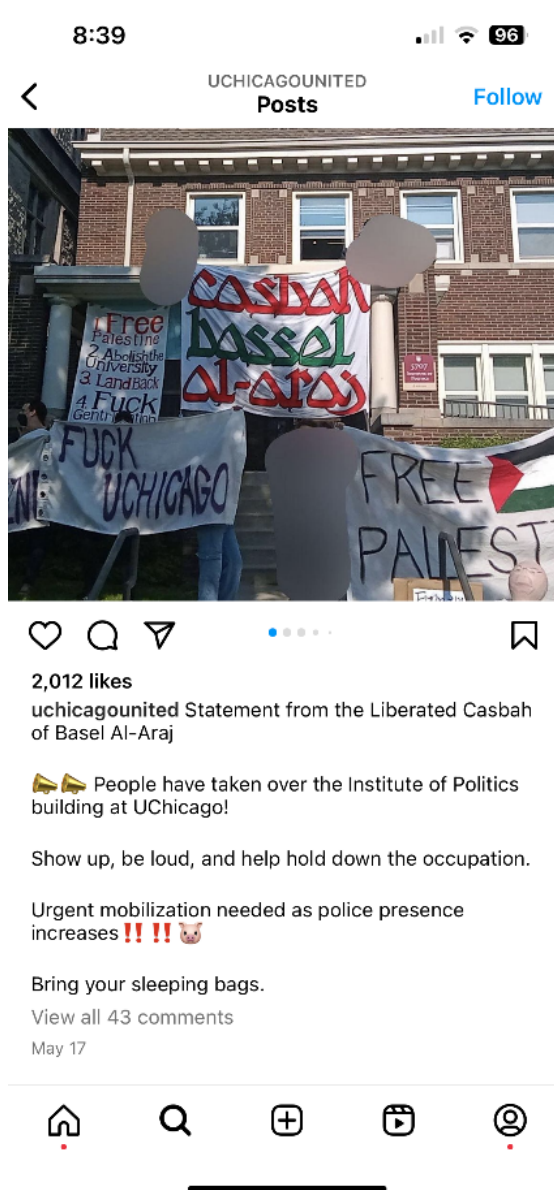 8:39
96
UCHICAGOUNITED
Posts
Follow
casbah
bassel
al-araj
1. Free
Palestine
2. Abolish the
University
3. Land Back
4. Fuck
5707
FUCK
UCHICAGO
FREE
PALEST
2,012 likes
uchicagounited Statement from the Liberated Casbah
of Basel Al-Araj
People have taken over the Institute of Politics
building at UChicago!
Show up, be loud, and help hold down the occupation.
Urgent mobilization needed as police presence
increases‼️ ‼️ 🐷
Bring your sleeping bags.
View all 43 comments
May 17